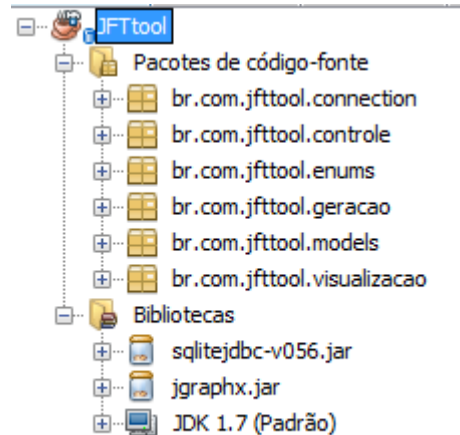 JFTtool
Pacotes de código-fonte
br.com.jfttool.connection
br.com.jfttool.controle
br.com.jfttool.enums
br.com.jfttool.geracao
br.com.jfttool.models
br.com.jfttool.visualizacao
Bibliotecas
sqlitejdbc-v056.jar
jgraphx.jar
JDK 1.7 (Padrão)